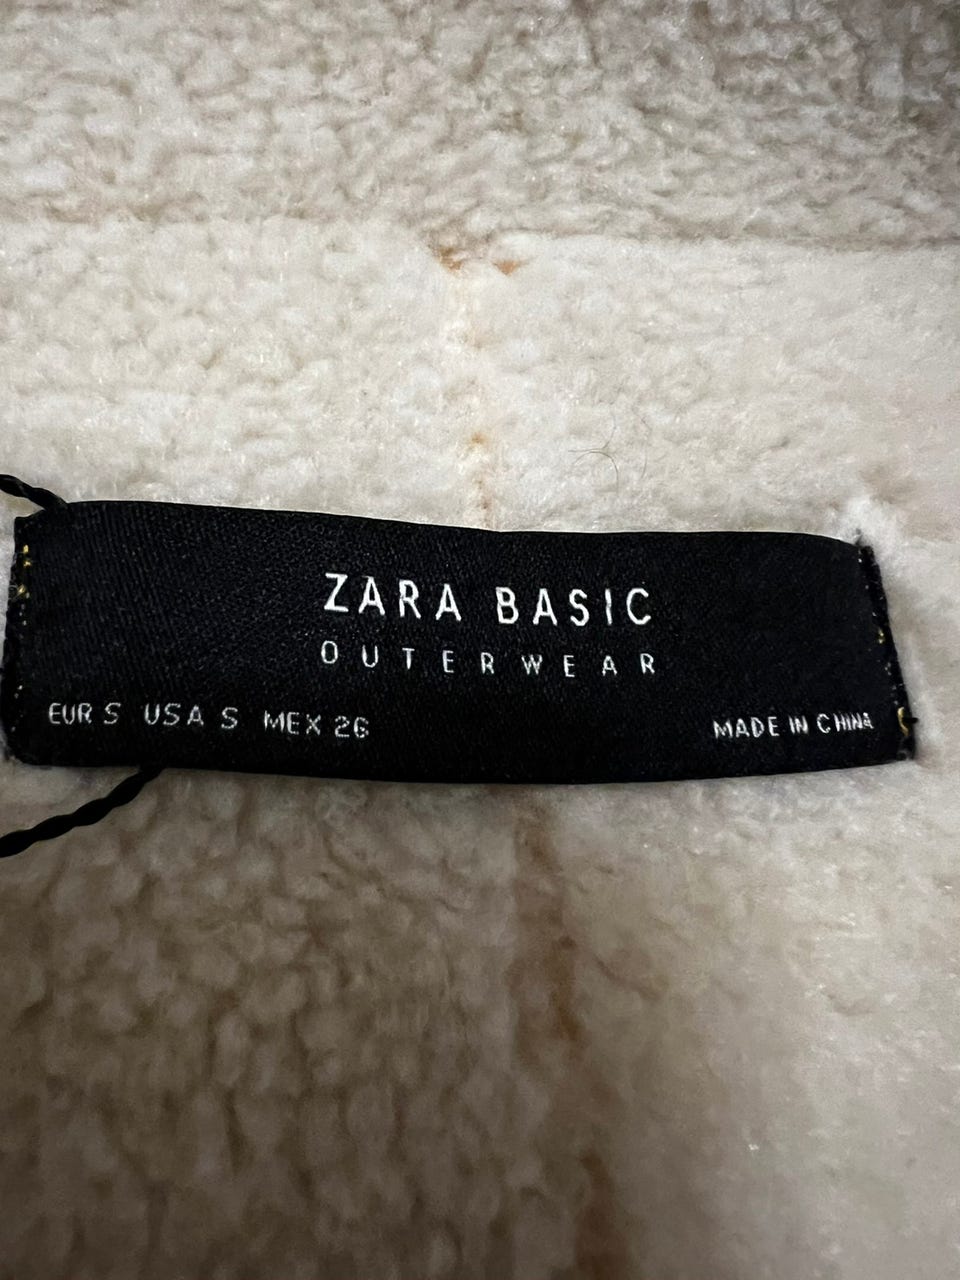 ZARA BASIC
OUTERWEAR
EUR S USA S MEX 26 MADE IN CHINA